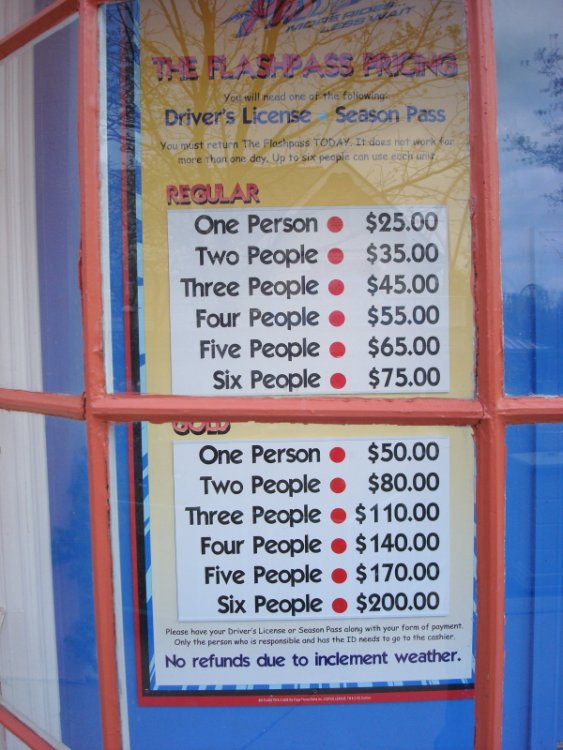 MORE RIDES
LESS WAIT
THE FLASHPASS PRICING
You will need one of the following:
Driver's License - Season Pass
You must return The Flashpass TODAY. It does not work for
more than one day. Up to six people can use each unit.
REGULAR
One Person ● $25.00
Two People ● $35.00
Three People ● $45.00
Four People ● $55.00
Five People ● $65.00
Six People ● $75.00
GOLD
One Person ● $50.00
Two People ● $80.00
Three People ● $110.00
Four People ● $140.00
Five People ● $170.00
Six People ● $200.00
Please have your Driver's License or Season Pass along with your form of payment.
Only the person who is responsible and has the ID needs to go to the cashier.
No refunds due to inclement weather.